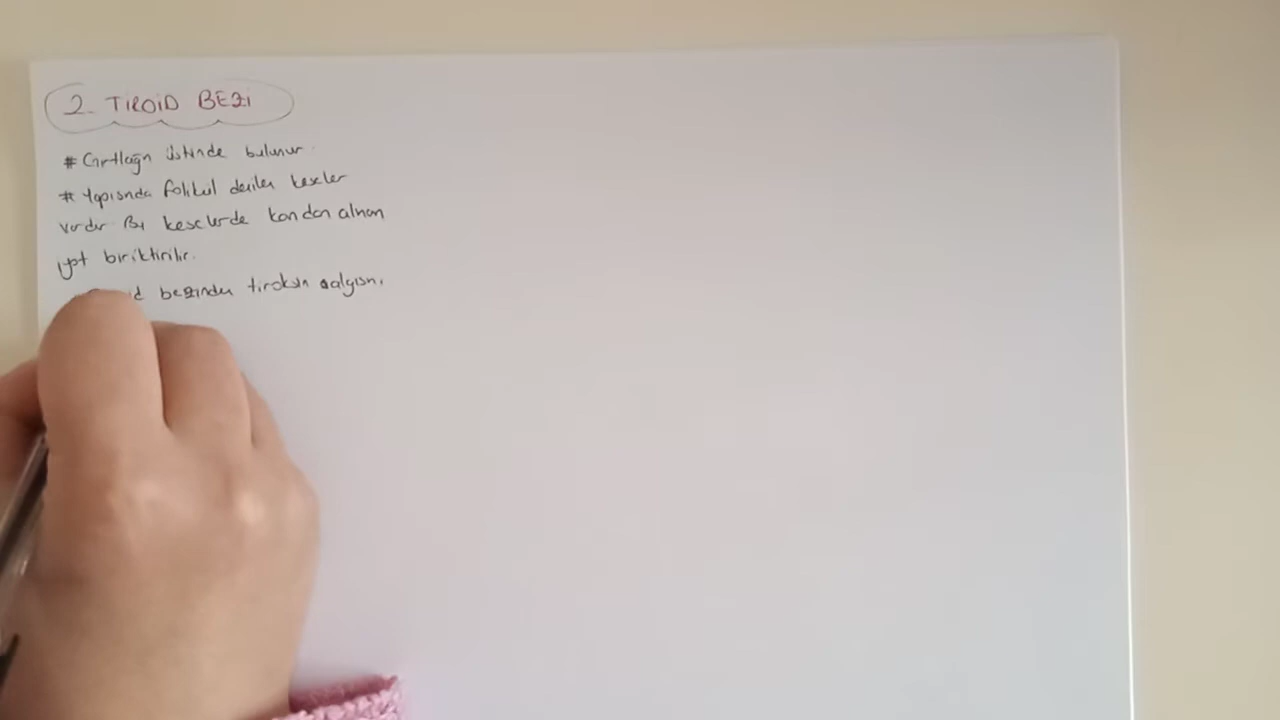 2. TİROİD BEZİ
# Gırtlağın üstünde bulunur.
# Yapısında folikül denilen keseler
vardır. Bu keselerde kandan alınan
iyot biriktirilir.
bezinden tiroksin salgısını